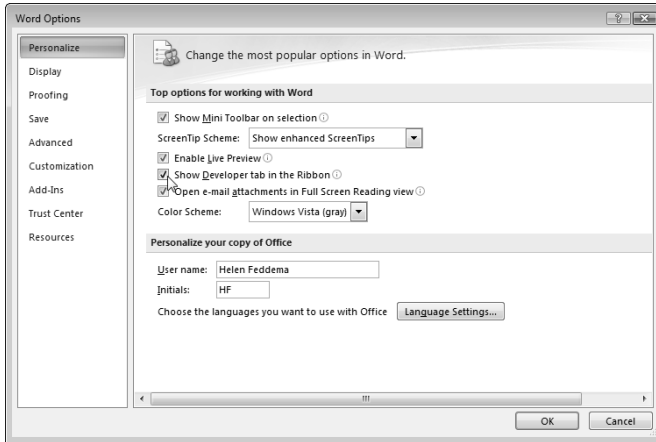 Word Options
Personalize
Display
Proofing
Save
Advanced
Customization
Add-Ins
Trust Center
Resources
Change the most popular options in Word.
Top options for working with Word
Show Mini Toolbar on selection
ScreenTip Scheme: Show enhanced ScreenTips
Enable Live Preview
Show Developer tab in the Ribbon
Open e-mail attachments in Full Screen Reading view
Color Scheme: Windows Vista (gray)
Personalize your copy of Office
User name: Helen Feddema
Initials: HF
Choose the languages you want to use with Office Language Settings...
OK Cancel